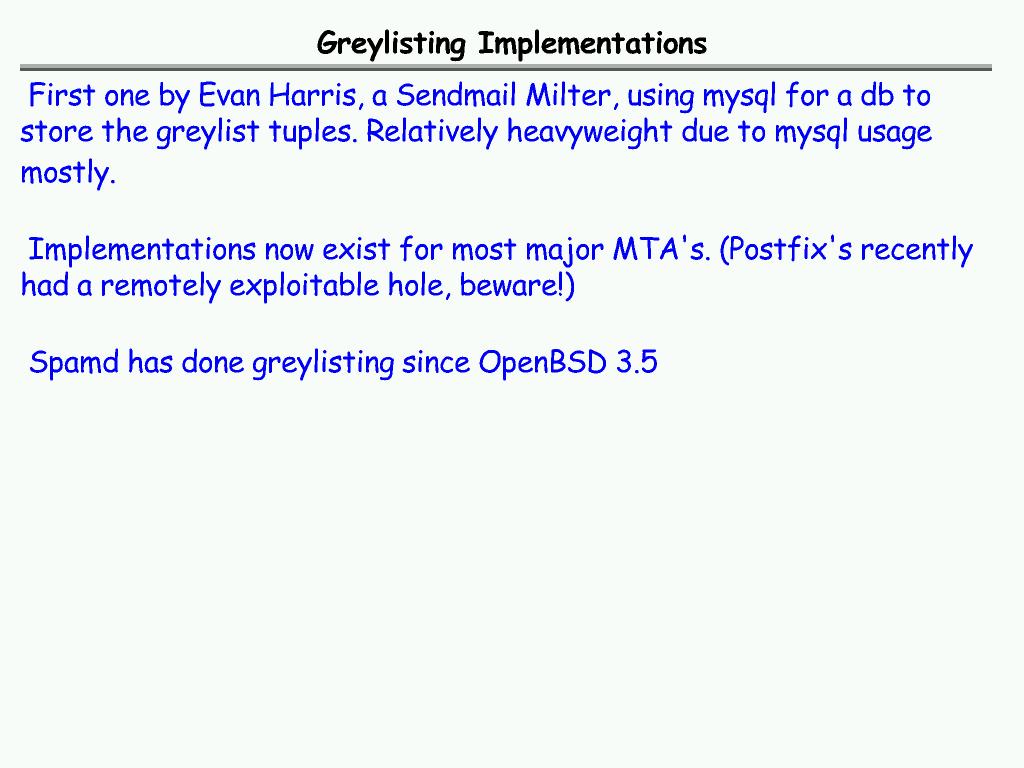 Greylisting Implementations
First one by Evan Harris, a Sendmail Milter, using mysql for a db to
store the greylist tuples. Relatively heavyweight due to mysql usage
mostly.
Implementations now exist for most major MTA's. (Postfix's recently
had a remotely exploitable hole, beware!)
Spamd has done greylisting since OpenBSD 3.5